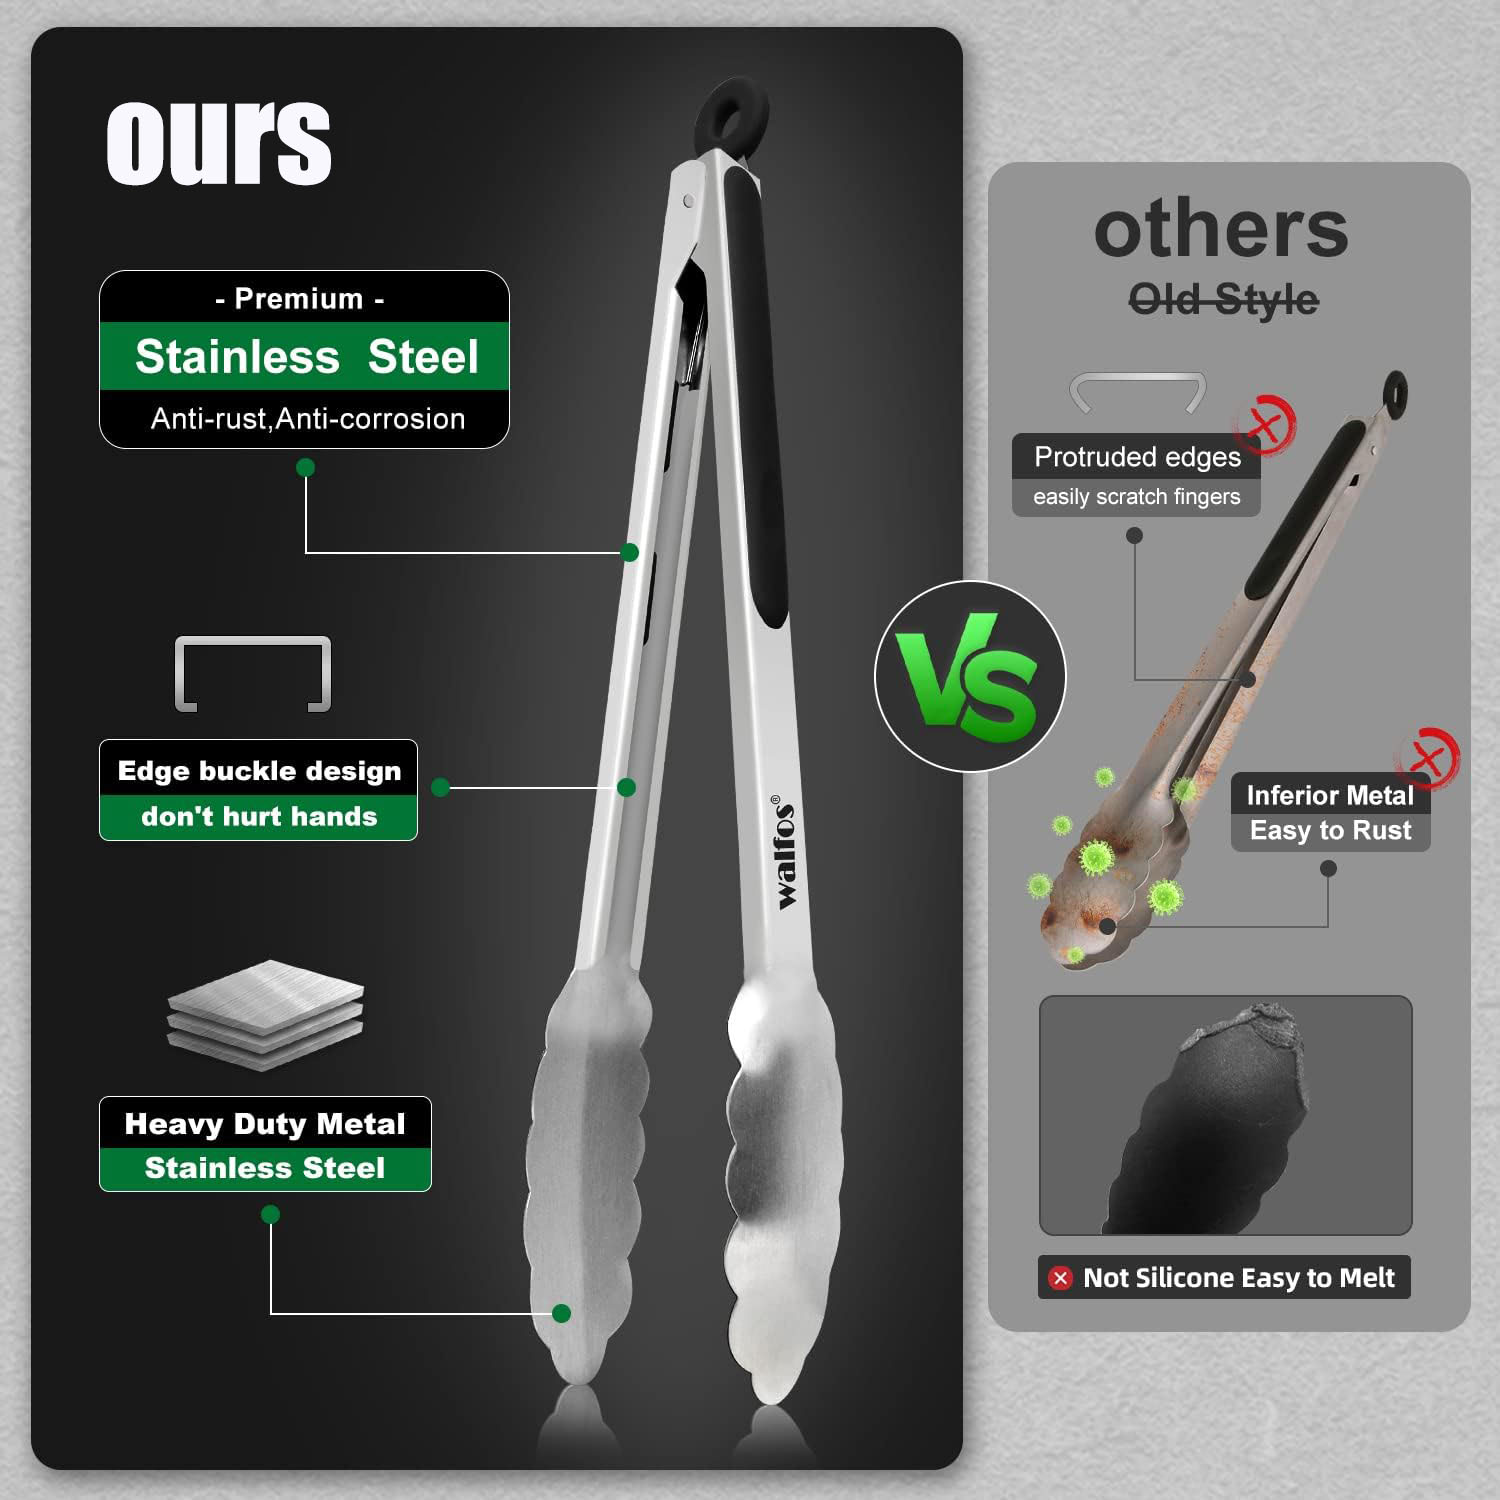 ours
- Premium -
Stainless Steel
Anti-rust,Anti-corrosion
Edge buckle design
don't hurt hands
Heavy Duty Metal
Stainless Steel
walfos®
VS
others
Old Style
Protruded edges
easily scratch fingers
Inferior Metal
Easy to Rust
Not Silicone Easy to Melt